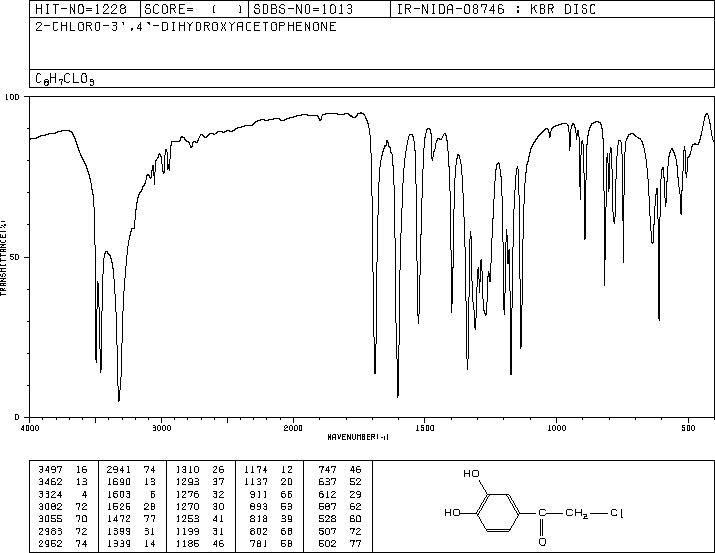 HIT-NO=1228 SCORE= ( ) SDBS-NO=1013 IR-NIDA-08746 : KBR DISC
2-CHLORO-3',4'-DIHYDROXYACETOPHENONE
C8H7CLO3
100
50
0
TRANSMITTANCE(%)
4000 3000 2000 1500 1000 500
WAVENUMBER(-1)
3497 16 2941 74 1310 26 1174 12 747 46
3462 13 1690 13 1293 37 1137 20 637 52
3324 4 1603 6 1276 32 911 66 612 29
3082 72 1526 28 1270 30 893 53 587 62
3055 70 1472 77 1253 41 818 39 528 60
2983 72 1399 31 1199 31 802 68 507 72
2952 74 1339 14 1186 46 781 58 502 77
HO
HO
O
CH2
Cl